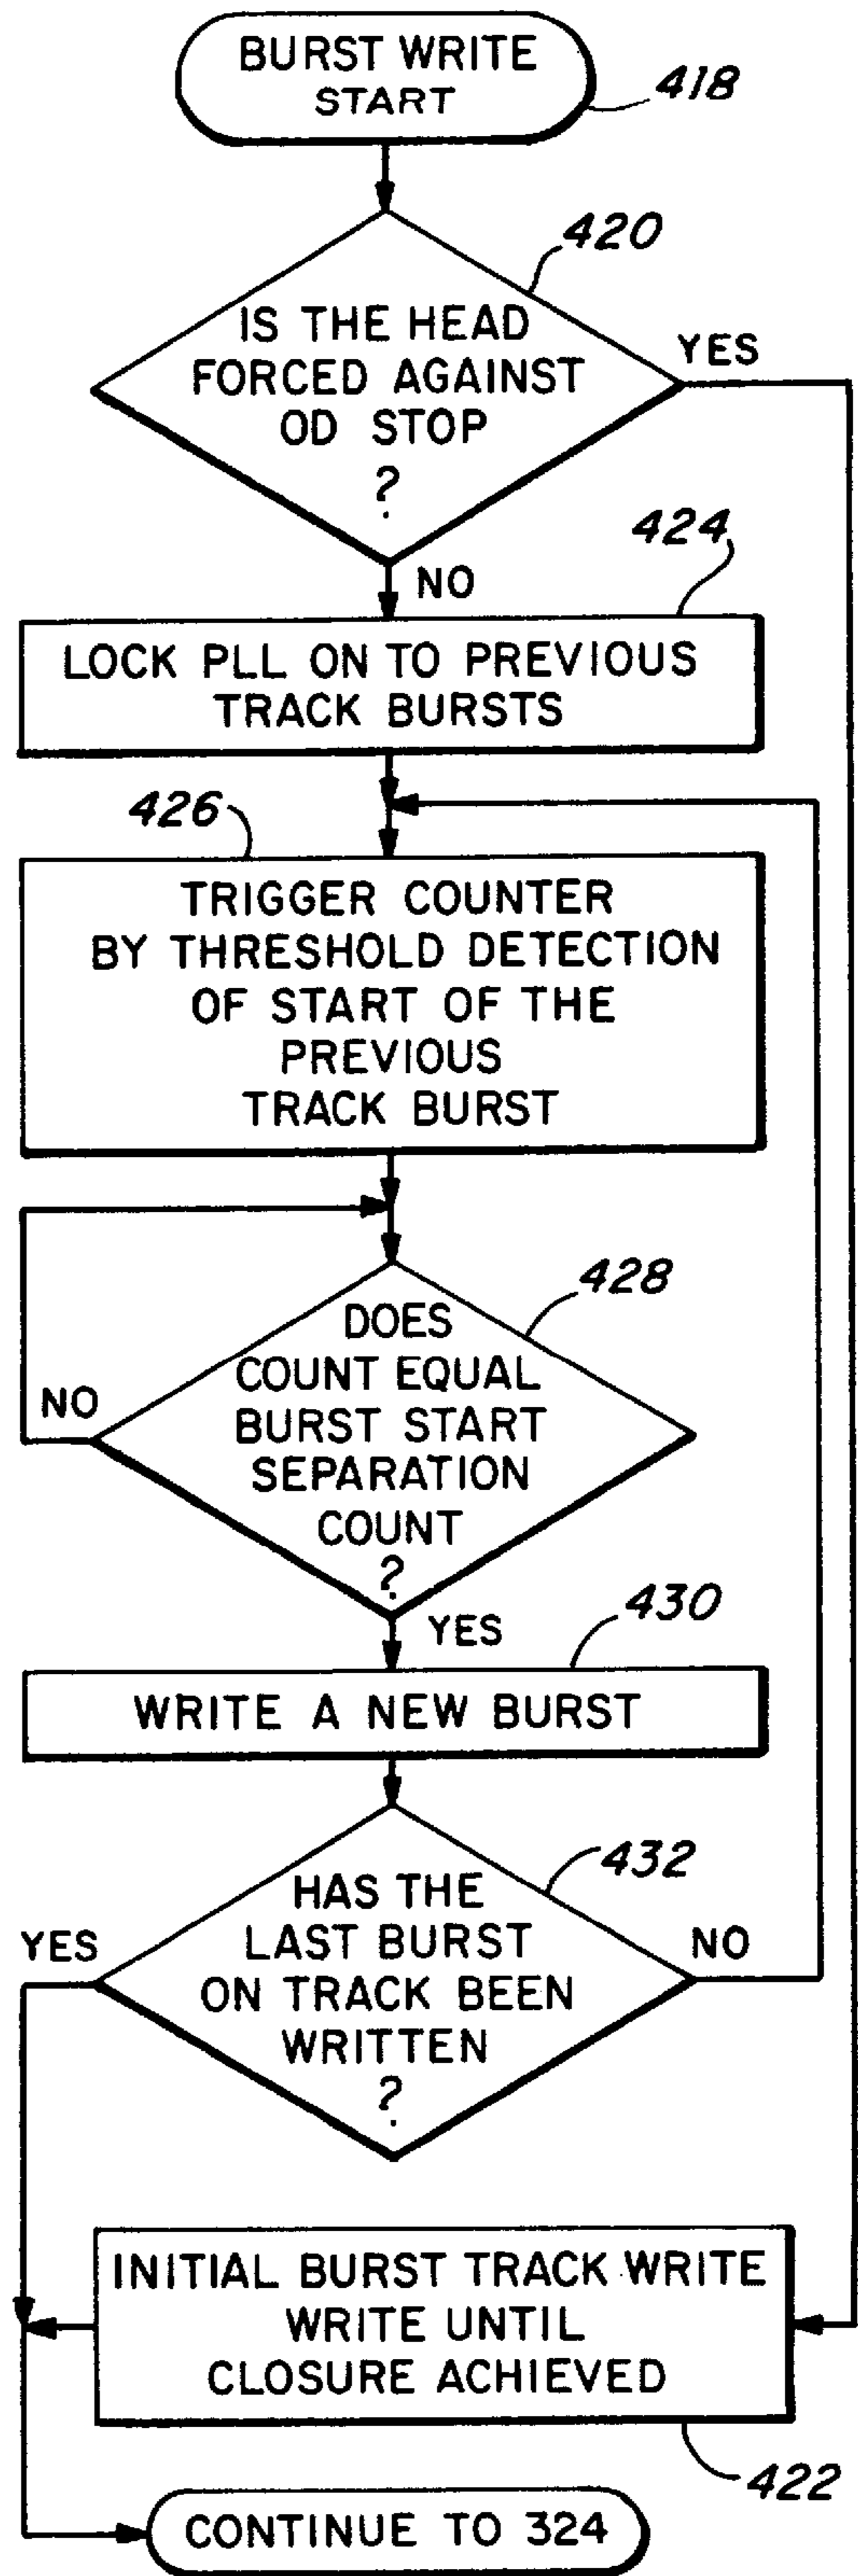 BURST WRITE
START
418
420
IS THE HEAD
FORCED AGAINST
OD STOP
?
YES
NO
424
LOCK PLL ON TO PREVIOUS
TRACK BURSTS
426
TRIGGER COUNTER
BY THRESHOLD DETECTION
OF START OF THE
PREVIOUS
TRACK BURST
428
DOES
COUNT EQUAL
BURST START
SEPARATION
COUNT
?
NO
YES
430
WRITE A NEW BURST
432
HAS THE
LAST BURST
ON TRACK BEEN
WRITTEN
?
YES
NO
INITIAL BURST TRACK WRITE
WRITE UNTIL
CLOSURE ACHIEVED
422
CONTINUE TO 324